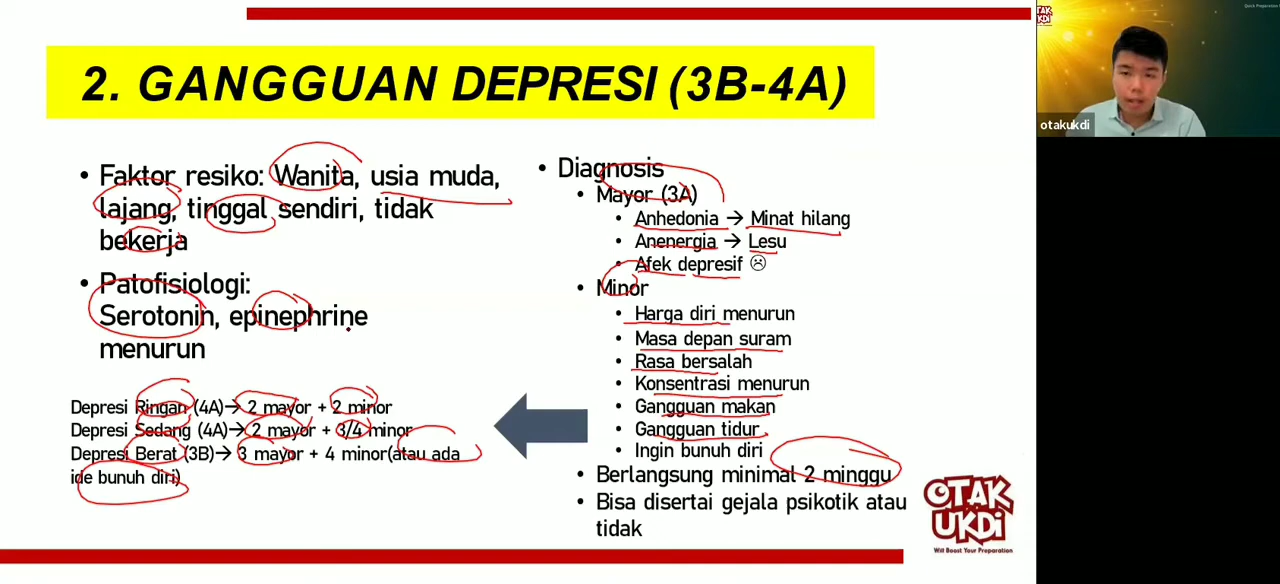 2. GANGGUAN DEPRESI (3B-4A)
• Faktor resiko: Wanita, usia muda,
lajang, tinggal sendiri, tidak
bekerja
• Patofisiologi:
Serotonin, epinephrine
menurun
Depresi Ringan (4A)→ 2 mayor + 2 minor
Depresi Sedang (4A)→ 2 mayor + 3/4 minor
Depresi Berat (3B)→ 3 mayor + 4 minor(atau ada
ide bunuh diri)
• Diagnosis
• Mayor (3A)
• Anhedonia → Minat hilang
• Anenergia → Lesu
• Afek depresif ☹
• Minor
• Harga diri menurun
• Masa depan suram
• Rasa bersalah
• Konsentrasi menurun
• Gangguan makan
• Gangguan tidur
• Ingin bunuh diri
• Berlangsung minimal 2 minggu
• Bisa disertai gejala psikotik atau
tidak
OTAK
UKDI
Will Boost Your Preparation
OTAK
UKDI
Quick Preparation
otakukdi